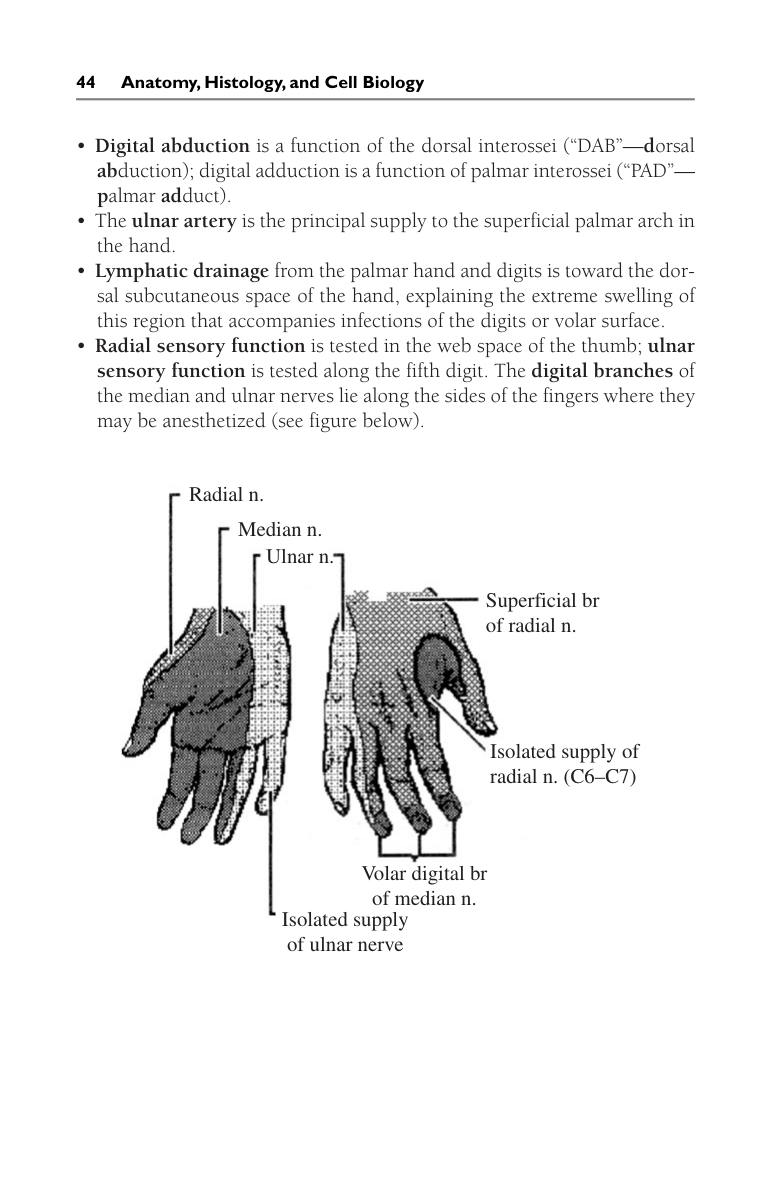 44 Anatomy, Histology, and Cell Biology
• Digital abduction is a function of the dorsal interossei (“DAB”—dorsal
abduction); digital adduction is a function of palmar interossei (“PAD”—
palmar adduct).
• The ulnar artery is the principal supply to the superficial palmar arch in
the hand.
• Lymphatic drainage from the palmar hand and digits is toward the dor-
sal subcutaneous space of the hand, explaining the extreme swelling of
this region that accompanies infections of the digits or volar surface.
• Radial sensory function is tested in the web space of the thumb; ulnar
sensory function is tested along the fifth digit. The digital branches of
the median and ulnar nerves lie along the sides of the fingers where they
may be anesthetized (see figure below).
Radial n.
Median n.
Ulnar n.
Superficial br
of radial n.
Isolated supply of
radial n. (C6–C7)
Volar digital br
of median n.
Isolated supply
of ulnar nerve